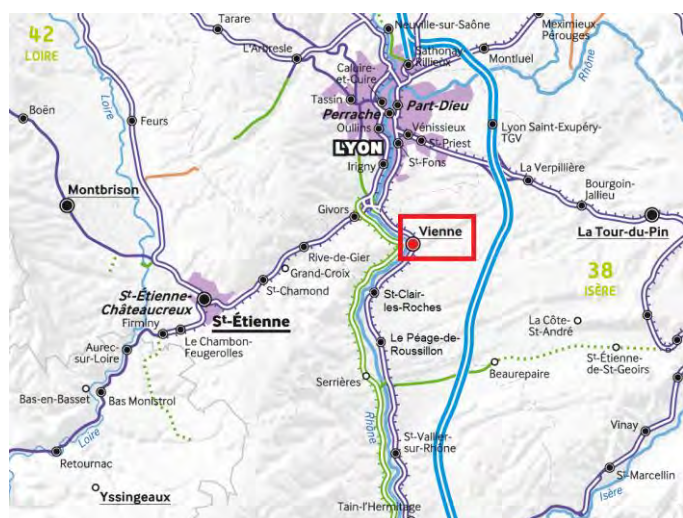 42
LOIRE
Tarare
L'Arbresle
Neuville-sur-Saône
Sathonay-
Rillieux
Meximieux-
Pérouges
Montluel
Rhône
Loire
Boën
Feurs
Caluire-
et-Cuire
Tassin
Part-Dieu
Perrache
Oullins
Vénissieux
St-Priest
LYON
Lyon Saint-Exupéry-
TGV
St-Fons
Irigny
La Verpillière
Bourgoin-
Jallieu
Montbrison
Givors
Vienne
La Tour-du-Pin
Rive-de-Gier
Grand-Croix
St-Chamond
38
ISÈRE
St-Étienne-
Châteaucreux
St-Clair
les-Roches
Firminy
St-Étienne
Le Chambon-
Feugerolles
Aurec-
sur-Loire
Le Péage-de-
Roussillon
La Côte-
St-André
St-Étienne-
de-St-Geoirs
Serrières
Beaurepaire
Bas-en-Basset
Bas Monistrol
Rhône
Vinay
Loire
St-Vallier-
sur-Rhône
Retournac
St-Marcellin
Yssingeaux
Isère
Tain-l'Hermitage